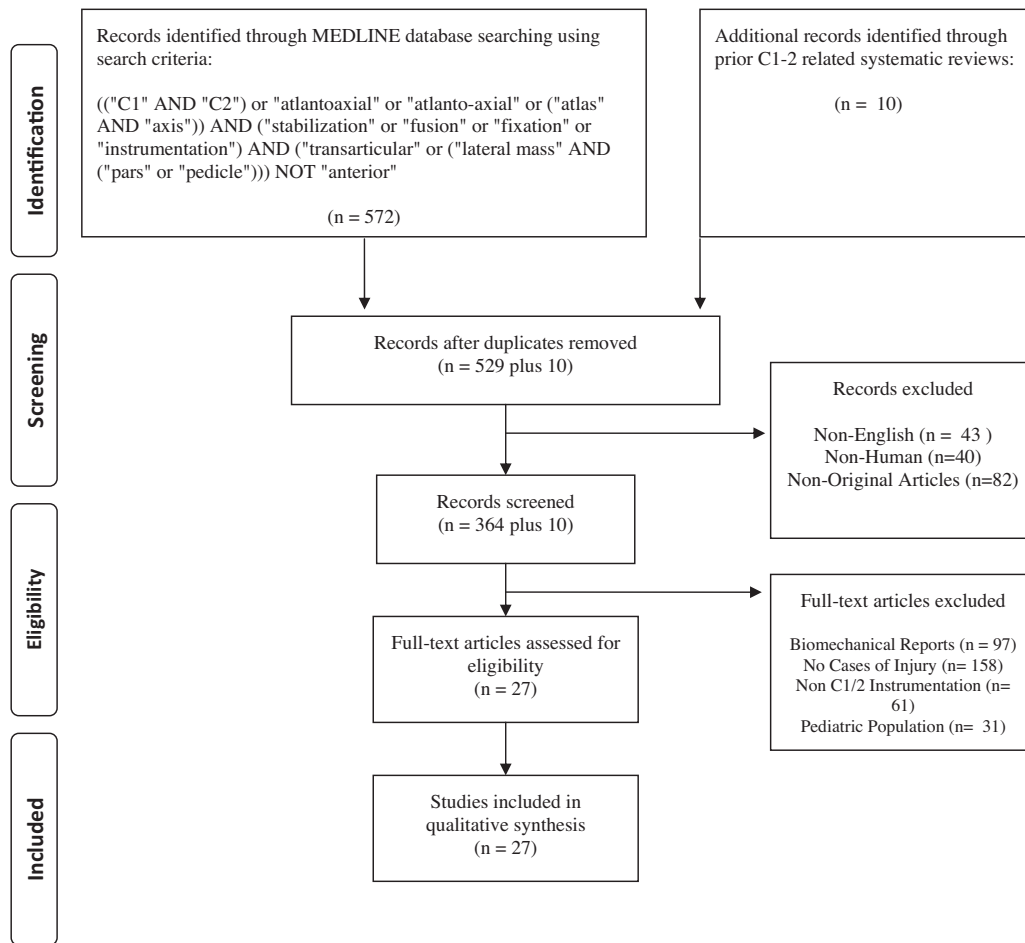 Identification
Records identified through MEDLINE database searching using
search criteria:
(("C1" AND "C2") or "atlantoaxial" or "atlanto-axial" or ("atlas"
AND "axis")) AND ("stabilization" or "fusion" or "fixation" or
"instrumentation") AND ("transarticular" or ("lateral mass" AND
("pars" or "pedicle"))) NOT "anterior"
(n = 572)
Additional records identified through
prior C1-2 related systematic reviews:
(n = 10)
Screening
Records after duplicates removed
(n = 529 plus 10)
Records excluded
Non-English (n = 43 )
Non-Human (n=40)
Non-Original Articles (n=82)
Records screened
(n = 364 plus 10)
Eligibility
Full-text articles excluded
Biomechanical Reports (n = 97)
No Cases of Injury (n= 158)
Non C1/2 Instrumentation (n=
61)
Pediatric Population (n= 31)
Full-text articles assessed for
eligibility
(n = 27)
Included
Studies included in
qualitative synthesis
(n = 27)